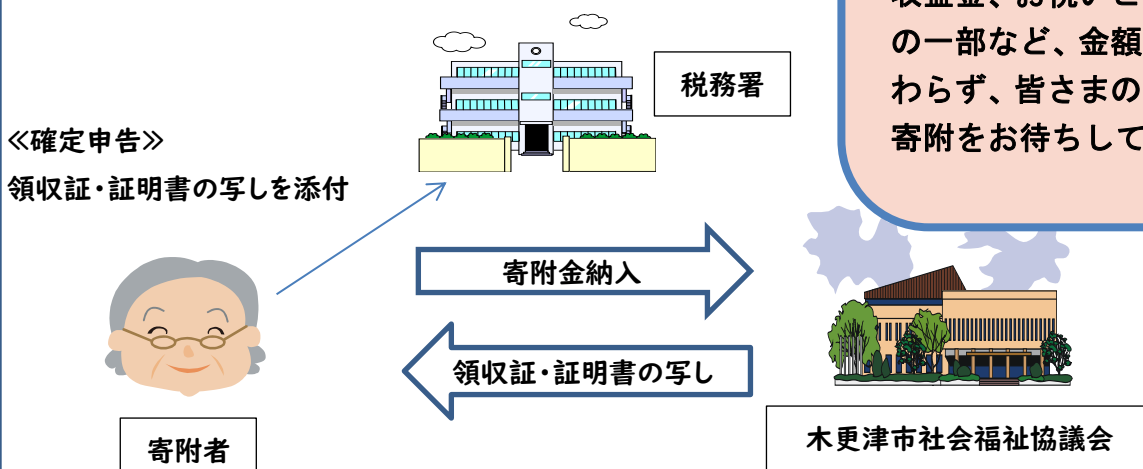 の一部など、金額
わらず、皆さまの
寄附をお待ちして
税務署
≪確定申告≫
領収証・証明書の写しを添付
寄附金納入
領収証・証明書の写し
寄附者
木更津市社会福祉協議会